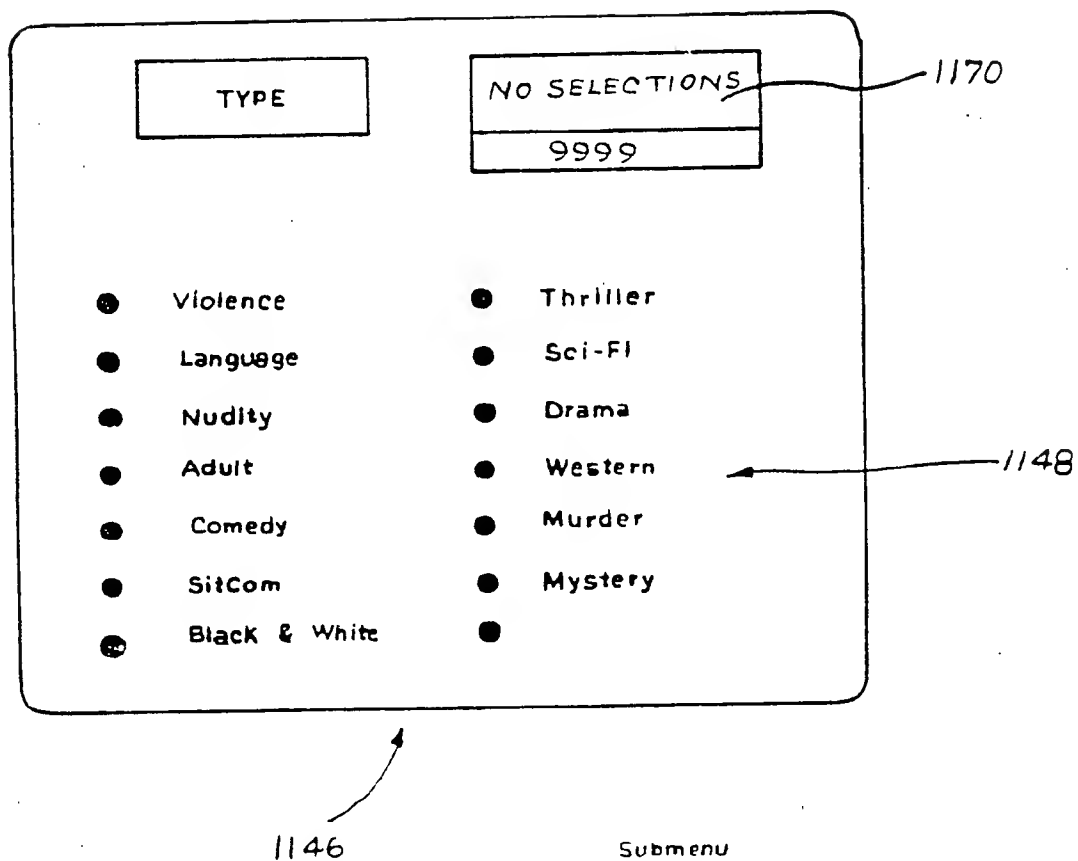 TYPE
NO SELECTIONS
9999
1170
Violence
Language
Nudity
Adult
Comedy
SitCom
Black & White
Thriller
Sci-Fi
Drama
Western
Murder
Mystery
1148
1146
Submenu